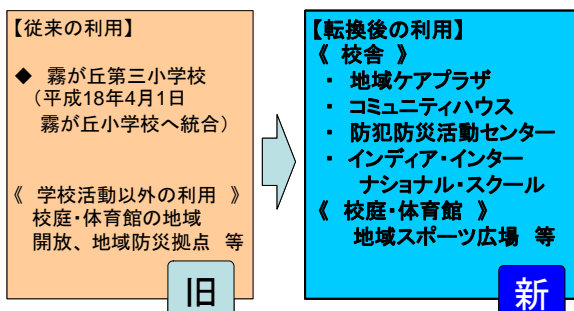 【従来の利用】
◆ 霧が丘第三小学校
(平成18年4月1日
霧が丘小学校へ統合)
《 学校活動以外の利用 》
校庭・体育館の地域
開放、地域防災拠点 等
旧
【転換後の利用】
《 校舎 》
・ 地域ケアプラザ
・ コミュニティハウス
・ 防犯防災活動センター
・ インディア・インター
ナショナル・スクール
《 校庭・体育館 》
地域スポーツ広場 等
新